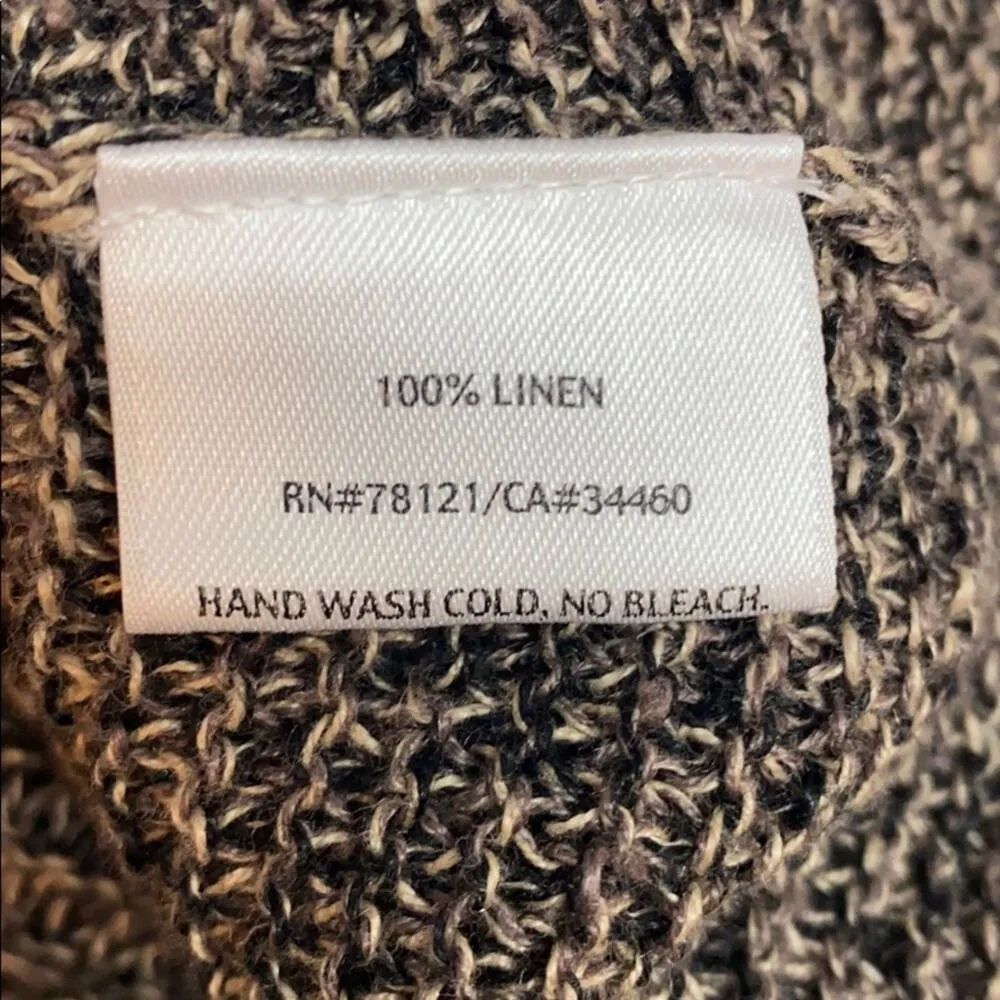 100% LINEN
RN#78121/CA#34460
HAND WASH COLD, NO BLEACH.